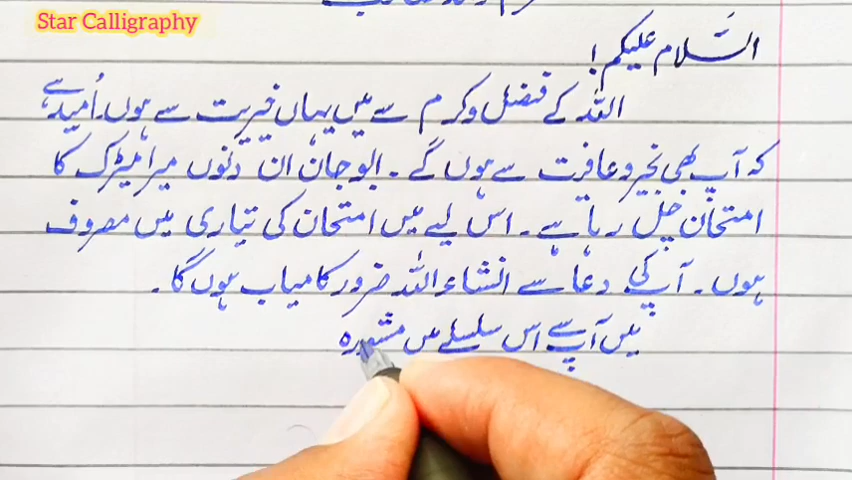 Star Calligraphy
السَّلام علیکم!
اللہ کے فضل و کرم سے میں یہاں خیریت سے ہوں اُمید ہے
کہ آپ بھی بخیر و عافیت سے ہوں گے۔ ابو جان ان دنوں میرا میٹرک کا
امتحان چل رہا ہے۔ اس لیے میں امتحان کی تیاری میں مصروف
ہوں۔ آپ کی دعا سے انشاء اللہ ضرور کامیاب ہوں گا۔
میں آپ سے اس سلسلے میں مشورہ